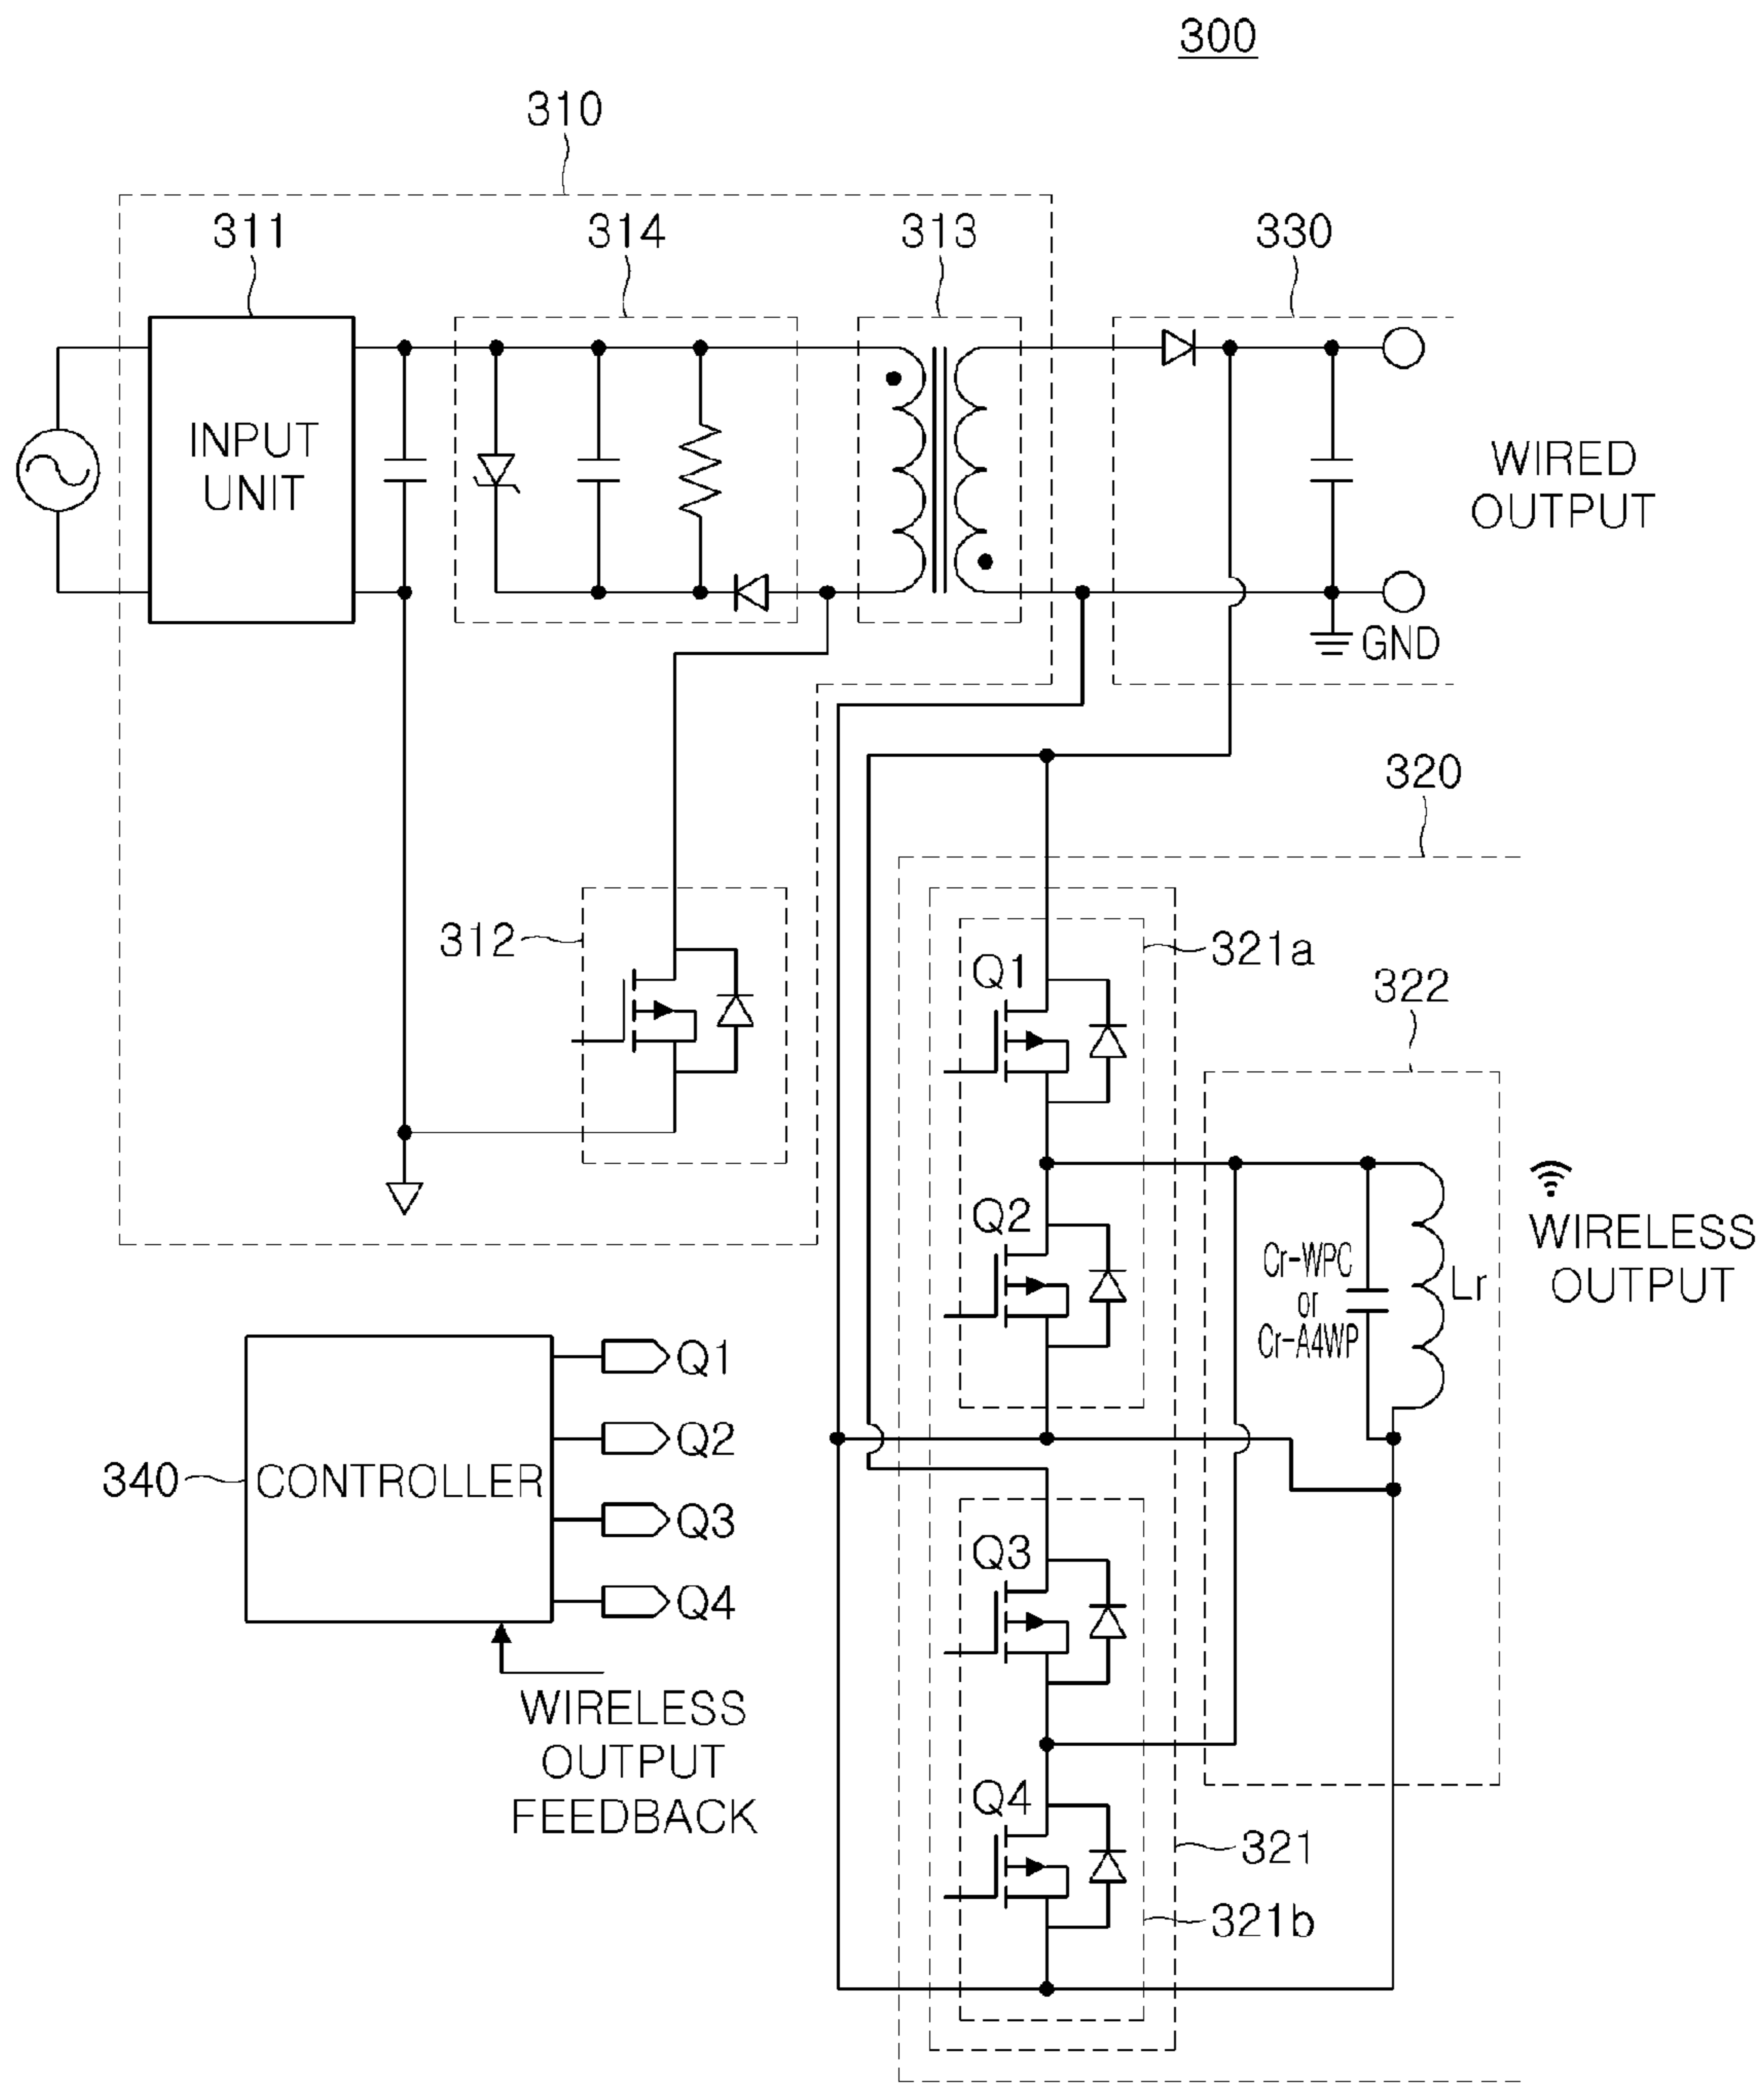 300
310
311
314
313
330
INPUT
UNIT
WIRED
OUTPUT
GND
320
312
321a
Q1
322
Q2
Cr-WPC
or
Cr-A4WP
Lr
WIRELESS
OUTPUT
340
CONTROLLER
Q1
Q2
Q3
Q4
WIRELESS
OUTPUT
FEEDBACK
Q3
Q4
321
321b